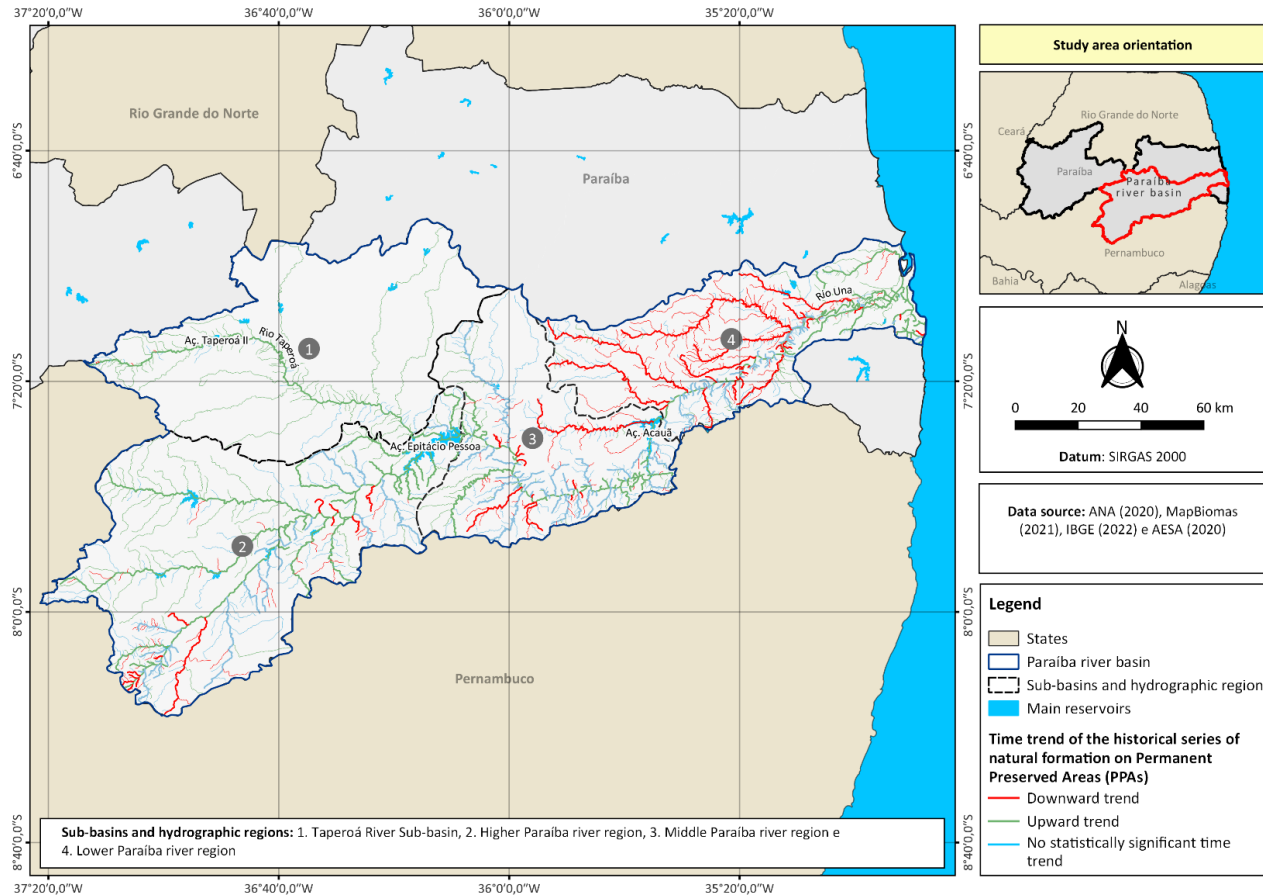 37°20'0,0"W
36°40'0,0"W
36°0'0,0"W
35°20'0,0"W
Study area orientation
Rio Grande do Norte
Paraíba
6°40'0,0"S
6°40'0,0"S
Ceará
Rio Grande do Norte
Paraíba
Paraíba
river basin
Pernambuco
Bahia
Alagoas
Rio Una
Aç. Taperoá II
Rio Taperoá
1
4
7°20'0,0"S
7°20'0,0"S
N
0 20 40 60 km
Datum: SIRGAS 2000
Aç. Epitácio Pessoa
3
Aç. Acauã
2
Data source: ANA (2020), MapBiomas
(2021), IBGE (2022) e AESA (2020)
8°0'0,0"S
8°0'0,0"S
Pernambuco
Legend
States
Paraíba river basin
Sub-basins and hydrographic region
Main reservoirs
Time trend of the historical series of
natural formation on Permanent
Preserved Areas (PPAs)
Downward trend
Upward trend
No statistically significant time
trend
Sub-basins and hydrographic regions: 1. Taperoá River Sub-basin, 2. Higher Paraíba river region, 3. Middle Paraíba river region e
4. Lower Paraíba river region
8°40'0,0"S
8°40'0,0"S
37°20'0,0"W
36°40'0,0"W
36°0'0,0"W
35°20'0,0"W